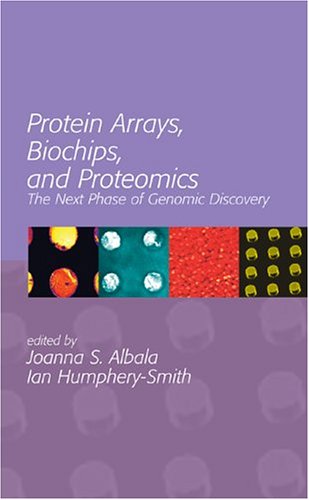 Protein Arrays,
Biochips,
and Proteomics
The Next Phase of Genomic Discovery
edited by
Joanna S. Albala
Ian Humphery-Smith